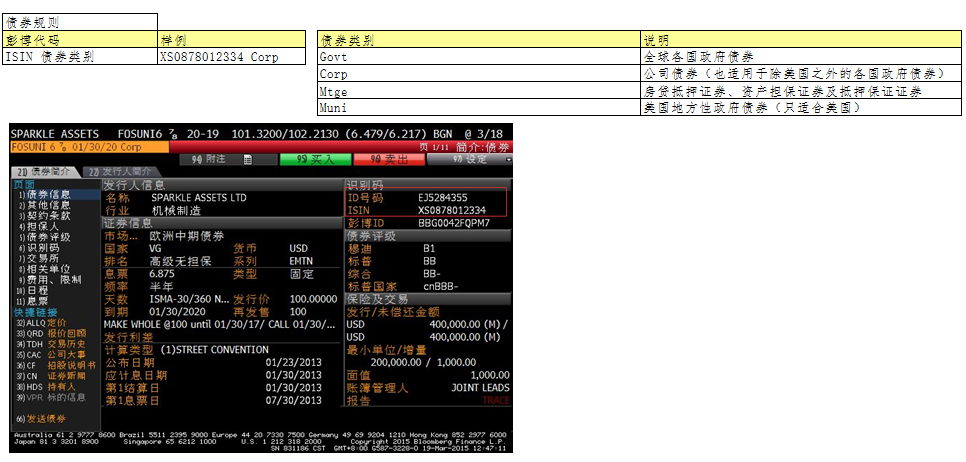 债券规则
彭博代码 样例
ISIN 债券类别 XS0878012334 Corp
债券类别 说明
Govt 全球各国政府债券
Corp 公司债券（也适用于除美国之外的各国政府债券）
Mtge 房贷抵押证券、资产担保证券及抵押保证证券
Muni 美国地方性政府债券（只适合美国）
SPARKLE ASSETS FOSUNI6 ⅞ 20-19 101.3200/102.2130 (6.479/6.217) BGN @ 3/18
FOSUNI 6 ⅞ 01/30/20 Corp 页 1/11 简介:债券
94) 附注 95) 买入 96) 卖出 97) 设定
21) 债券简介 22) 发行人简介
页面
1) 债券信息
2) 其他信息
3) 契约条款
4) 担保人
5) 债券评级
6) 识别码
7) 交易所
8) 相关单位
9) 费用、限制
10) 日程
11) 息票
快捷链接
32) ALLQ 定价
33) QRD 报价回顾
34) TDH 交易历史
35) CAC 公司大事
36) CF 招股说明书
37) CN 证券新闻
38) HDS 持有人
39) VPR 标的信息
66) 发送债券
发行人信息
名称 SPARKLE ASSETS LTD
行业 机械制造
证券信息
市场... 欧洲中期债券
国家 VG 货币 USD
排名 高级无担保 系列 EMTN
息票 6.875 类型 固定
频率 半年
天数 ISMA-30/360 N... 发行价 100.00000
到期 01/30/2020 再发售 100
MAKE WHOLE @100 until 01/30/17/ CALL 01/30/...
发行利差
计算类型 (1)STREET CONVENTION
公布日期 01/23/2013
应计息日期 01/30/2013
第1结算日 01/30/2013
第1息票日 07/30/2013
识别码
ID号码 EJ5284355
ISIN XS0878012334
彭博ID BBG0042FQPM7
债券评级
穆迪 B1
标普 BB
综合 BB-
标普国家 cnBBB-
保险及交易
发行/未偿还金额
USD 400,000.00 (M) /
USD 400,000.00 (M)
最小单位/增量
200,000.00 / 1,000.00
面值 1,000.00
账簿管理人 JOINT LEADS
报告 TRACE
Australia 61 2 9777 8600 Brazil 5511 2395 9000 Europe 44 20 7330 7500 Germany 49 69 9204 1210 Hong Kong 852 2977 6000
Japan 81 3 3201 8900 Singapore 65 6212 1000 U.S. 1 212 318 2000 Copyright 2015 Bloomberg Finance L.P.
SN 831186 CST GMT+8:00 G587-3228-0 19-Mar-2015 12:47:11